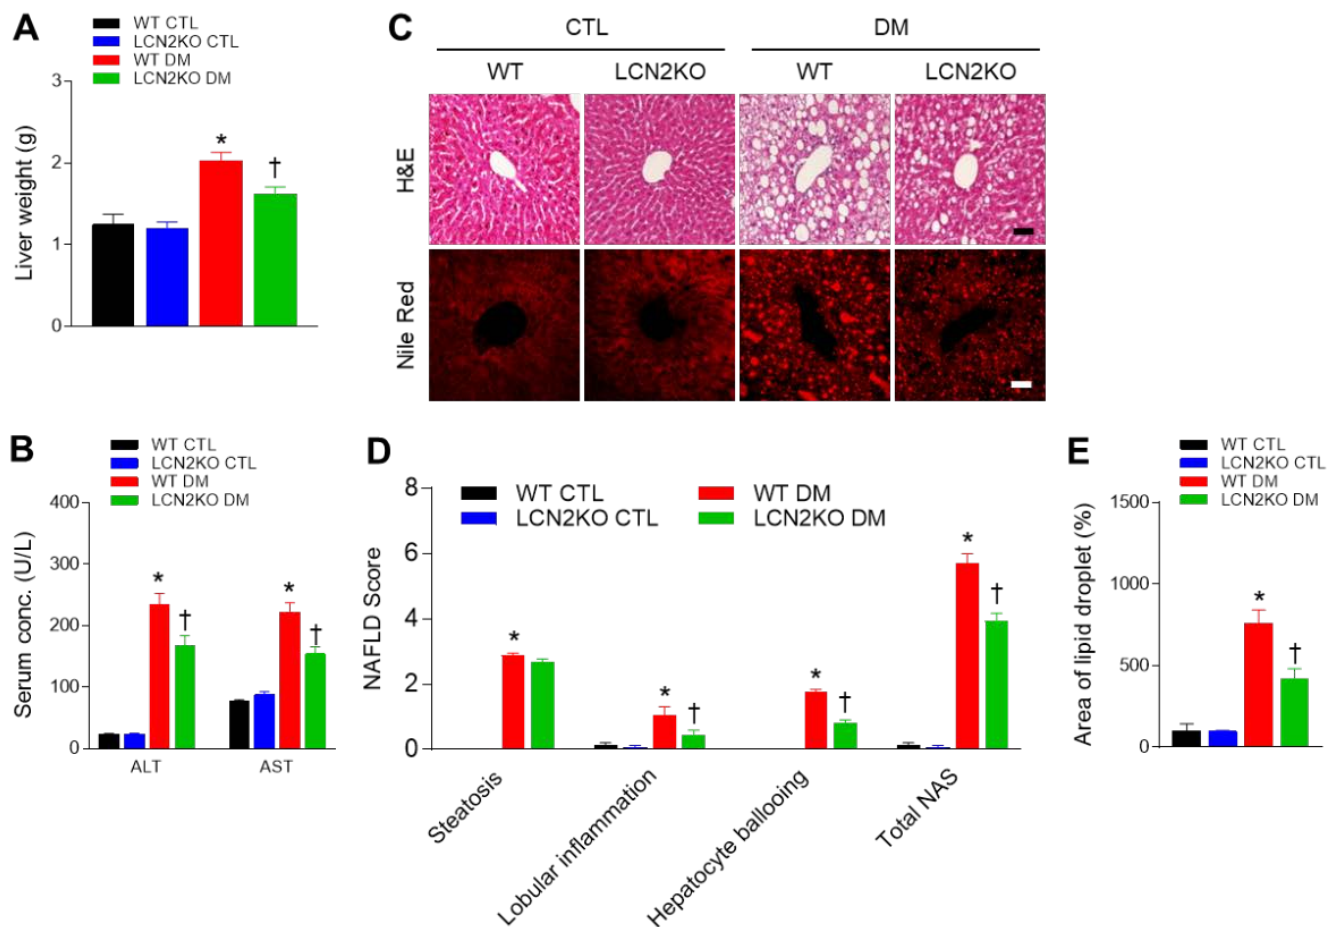 A
WT CTL
LCN2KO CTL
WT DM
LCN2KO DM
Liver weight (g)
3
2
1
0
*
†
C
CTL
DM
WT
LCN2KO
WT
LCN2KO
H&E
Nile Red
B
WT CTL
LCN2KO CTL
WT DM
LCN2KO DM
Serum conc. (U/L)
400
300
200
100
0
*
†
*
†
ALT
AST
D
WT CTL
LCN2KO CTL
WT DM
LCN2KO DM
NAFLD Score
8
6
4
2
0
*
*
†
*
†
*
†
Steatosis
Lobular inflammation
Hepatocyte ballooing
Total NAS
E
WT CTL
LCN2KO CTL
WT DM
LCN2KO DM
Area of lipid droplet (%)
1500
1000
500
0
*
†